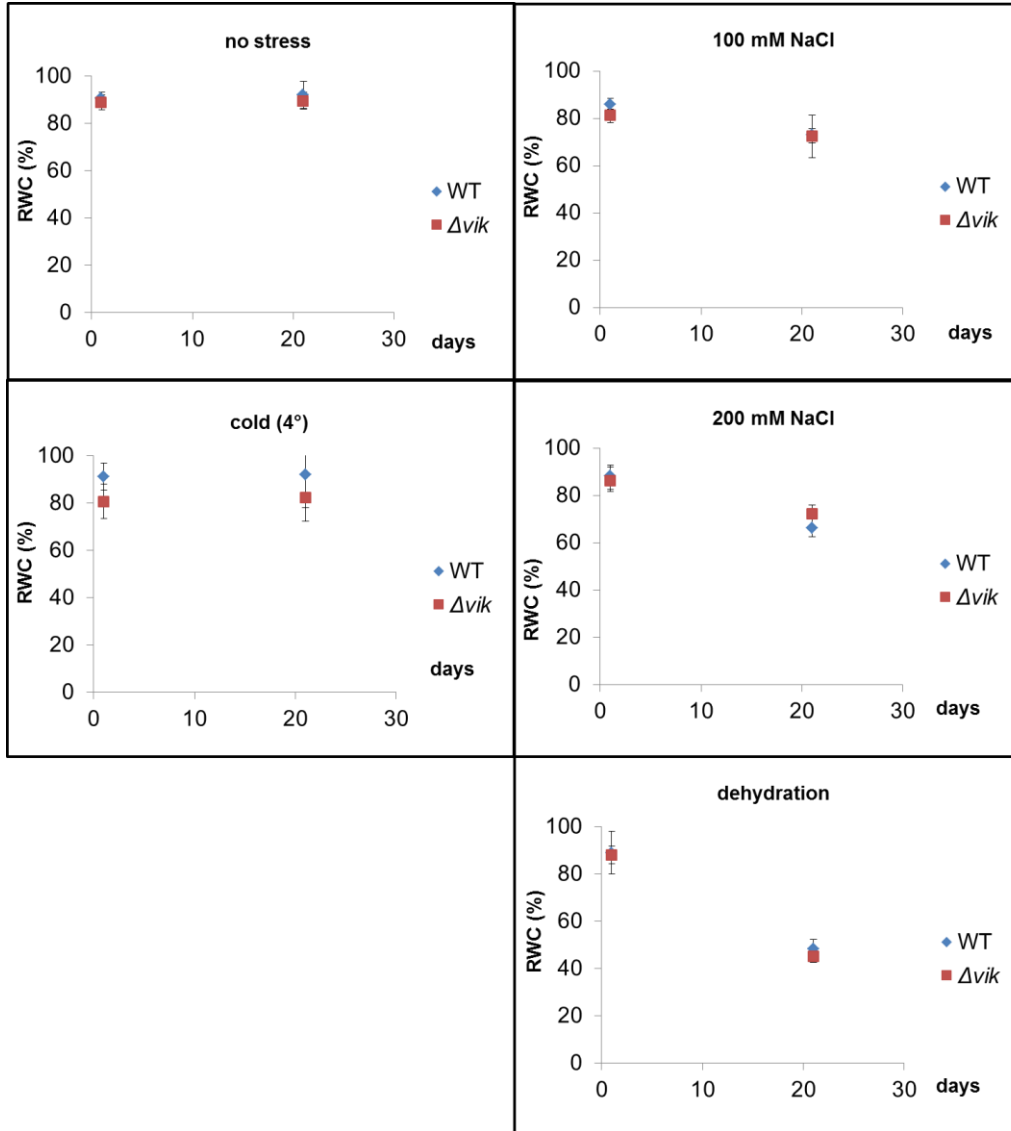 no stress
RWC (%)
100
80
60
40
20
0
0 10 20 30
days
WT
Δvik
100 mM NaCl
RWC (%)
100
80
60
40
20
0
0 10 20 30
days
WT
Δvik
cold (4°)
RWC (%)
100
80
60
40
20
0
0 10 20 30
days
WT
Δvik
200 mM NaCl
RWC (%)
100
80
60
40
20
0
0 10 20 30
days
WT
Δvik
dehydration
RWC (%)
100
80
60
40
20
0
0 10 20 30
days
WT
Δvik